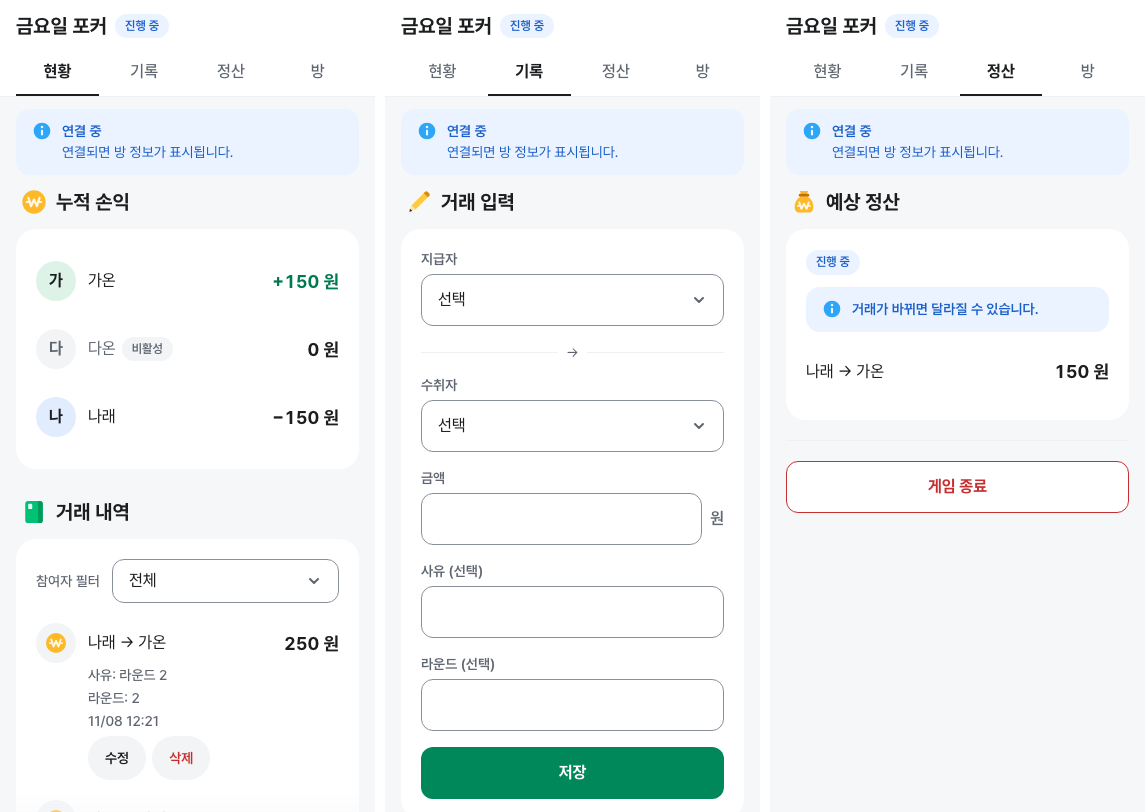 금요일 포커 진행 중
현황 기록 정산 방
연결 중
연결되면 방 정보가 표시됩니다.
누적 손익
가 가온 +150 원
다 다온 비활성 0 원
나 나래 −150 원
거래 내역
참여자 필터 전체
나래 → 가온 250 원
사유: 라운드 2
라운드: 2
11/08 12:21
수정 삭제
금요일 포커 진행 중
현황 기록 정산 방
연결 중
연결되면 방 정보가 표시됩니다.
거래 입력
지급자
선택
→
수취자
선택
금액
원
사유 (선택)
라운드 (선택)
저장
금요일 포커 진행 중
현황 기록 정산 방
연결 중
연결되면 방 정보가 표시됩니다.
예상 정산
진행 중
거래가 바뀌면 달라질 수 있습니다.
나래 → 가온 150 원
게임 종료